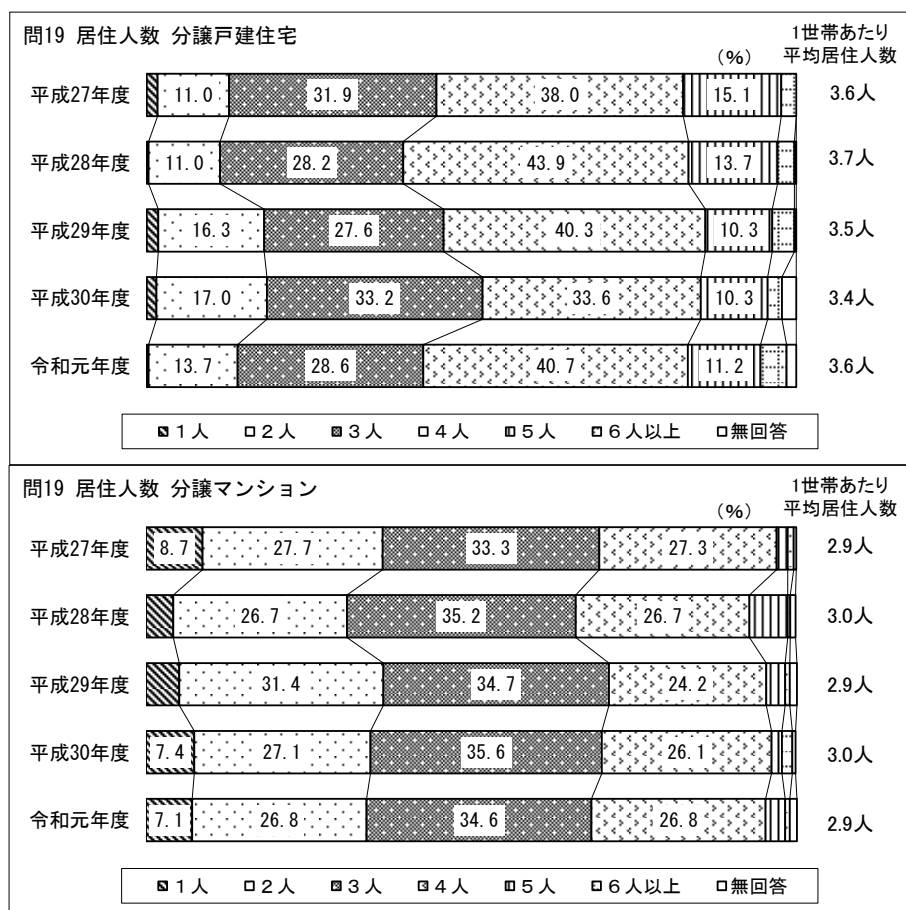 問19 居住人数 分譲戸建住宅
1世帯あたり
（%） 平均居住人数
平成27年度 11.0 31.9 38.0 15.1 3.6人
平成28年度 11.0 28.2 43.9 13.7 3.7人
平成29年度 16.3 27.6 40.3 10.3 3.5人
平成30年度 17.0 33.2 33.6 10.3 3.4人
令和元年度 13.7 28.6 40.7 11.2 3.6人
１人 ２人 ３人 ４人 ５人 ６人以上 無回答
問19 居住人数 分譲マンション
1世帯あたり
（%） 平均居住人数
平成27年度 8.7 27.7 33.3 27.3 2.9人
平成28年度 26.7 35.2 26.7 3.0人
平成29年度 31.4 34.7 24.2 2.9人
平成30年度 7.4 27.1 35.6 26.1 3.0人
令和元年度 7.1 26.8 34.6 26.8 2.9人
１人 ２人 ３人 ４人 ５人 ６人以上 無回答